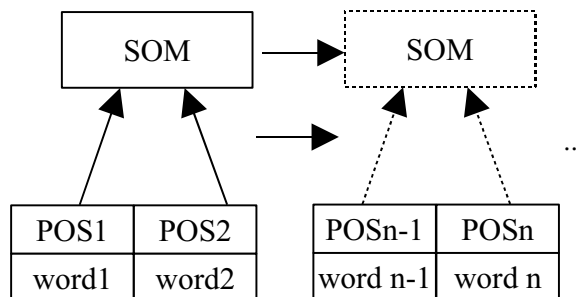 SOM SOM
..
POS1 POS2 POSn-1 POSn
word1 word2 word n-1 word n